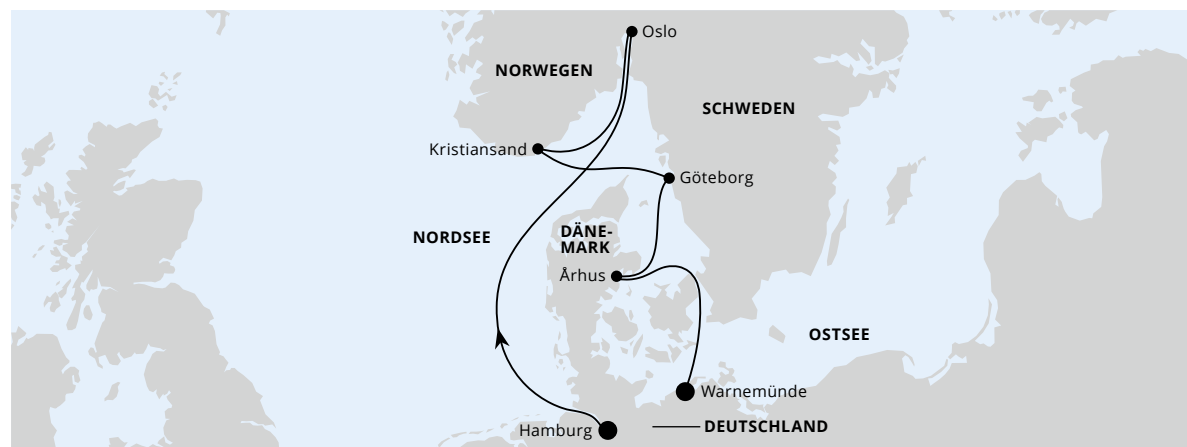 Oslo
NORWEGEN
SCHWEDEN
Kristiansand
Göteborg
NORDSEE
DÄNE-
MARK
Århus
OSTSEE
Warnemünde
Hamburg
DEUTSCHLAND